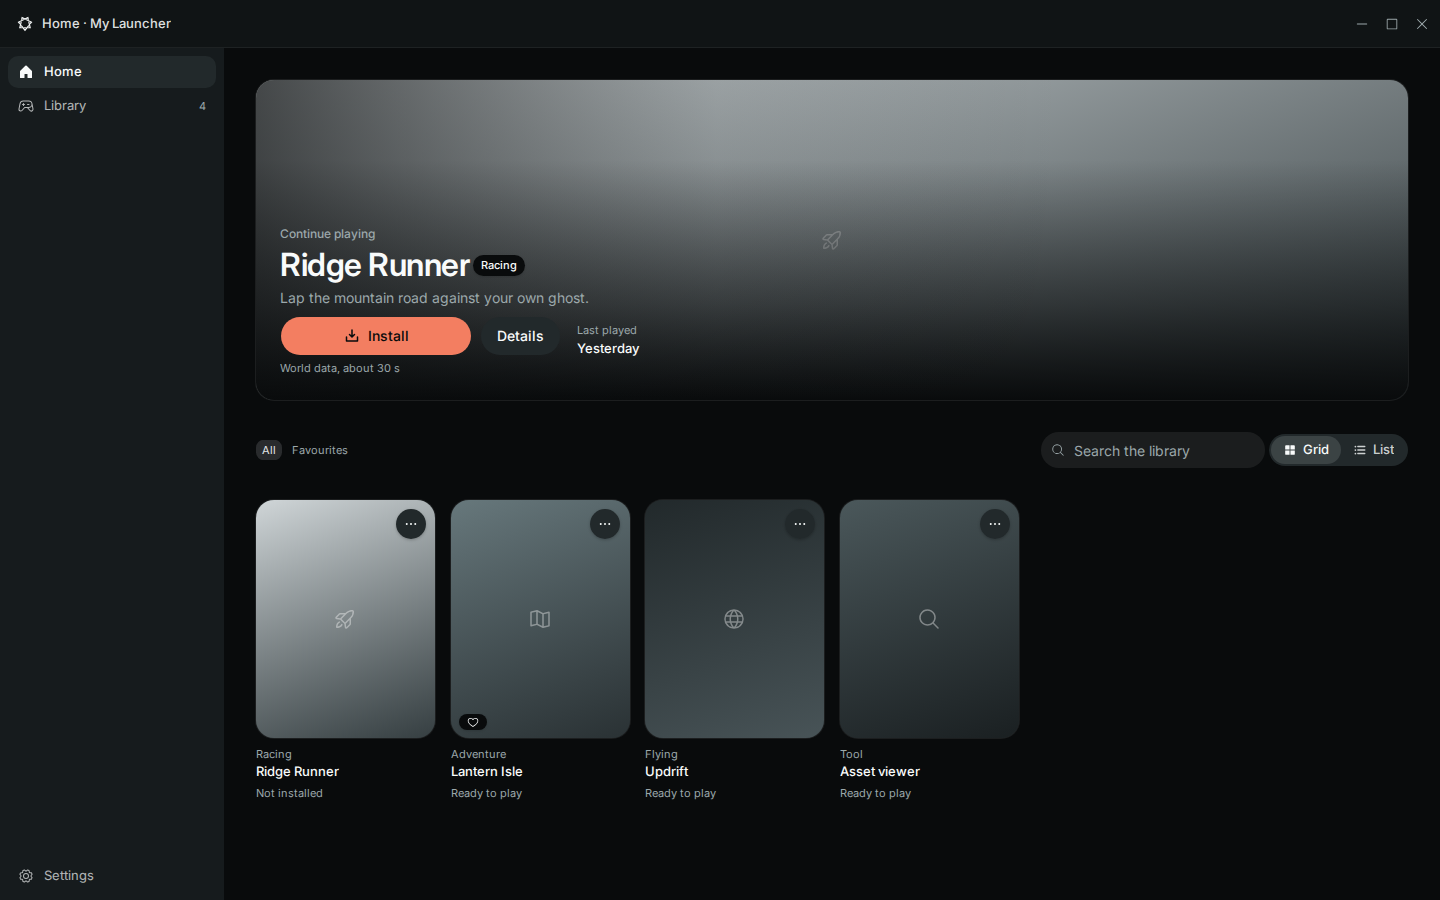 Home · My Launcher
Home
Library 4
Continue playing
Ridge Runner Racing
Lap the mountain road against your own ghost.
Install
Details
Last played
Yesterday
World data, about 30 s
All
Favourites
Search the library
Grid
List
Racing
Ridge Runner
Not installed
Adventure
Lantern Isle
Ready to play
Flying
Updrift
Ready to play
Tool
Asset viewer
Ready to play
Settings